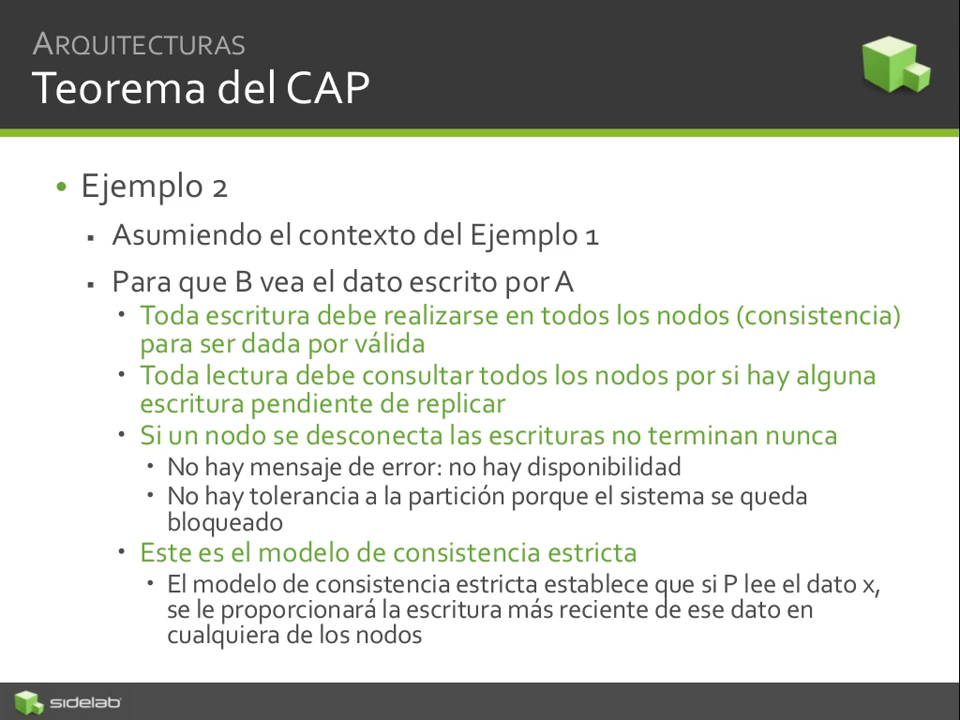 ARQUITECTURAS
Teorema del CAP
• Ejemplo 2
▪ Asumiendo el contexto del Ejemplo 1
▪ Para que B vea el dato escrito por A
• Toda escritura debe realizarse en todos los nodos (consistencia)
para ser dada por válida
• Toda lectura debe consultar todos los nodos por si hay alguna
escritura pendiente de replicar
• Si un nodo se desconecta las escrituras no terminan nunca
• No hay mensaje de error: no hay disponibilidad
• No hay tolerancia a la partición porque el sistema se queda
bloqueado
• Este es el modelo de consistencia estricta
• El modelo de consistencia estricta establece que si P lee el dato x,
se le proporcionará la escritura más reciente de ese dato en
cualquiera de los nodos
sidelab